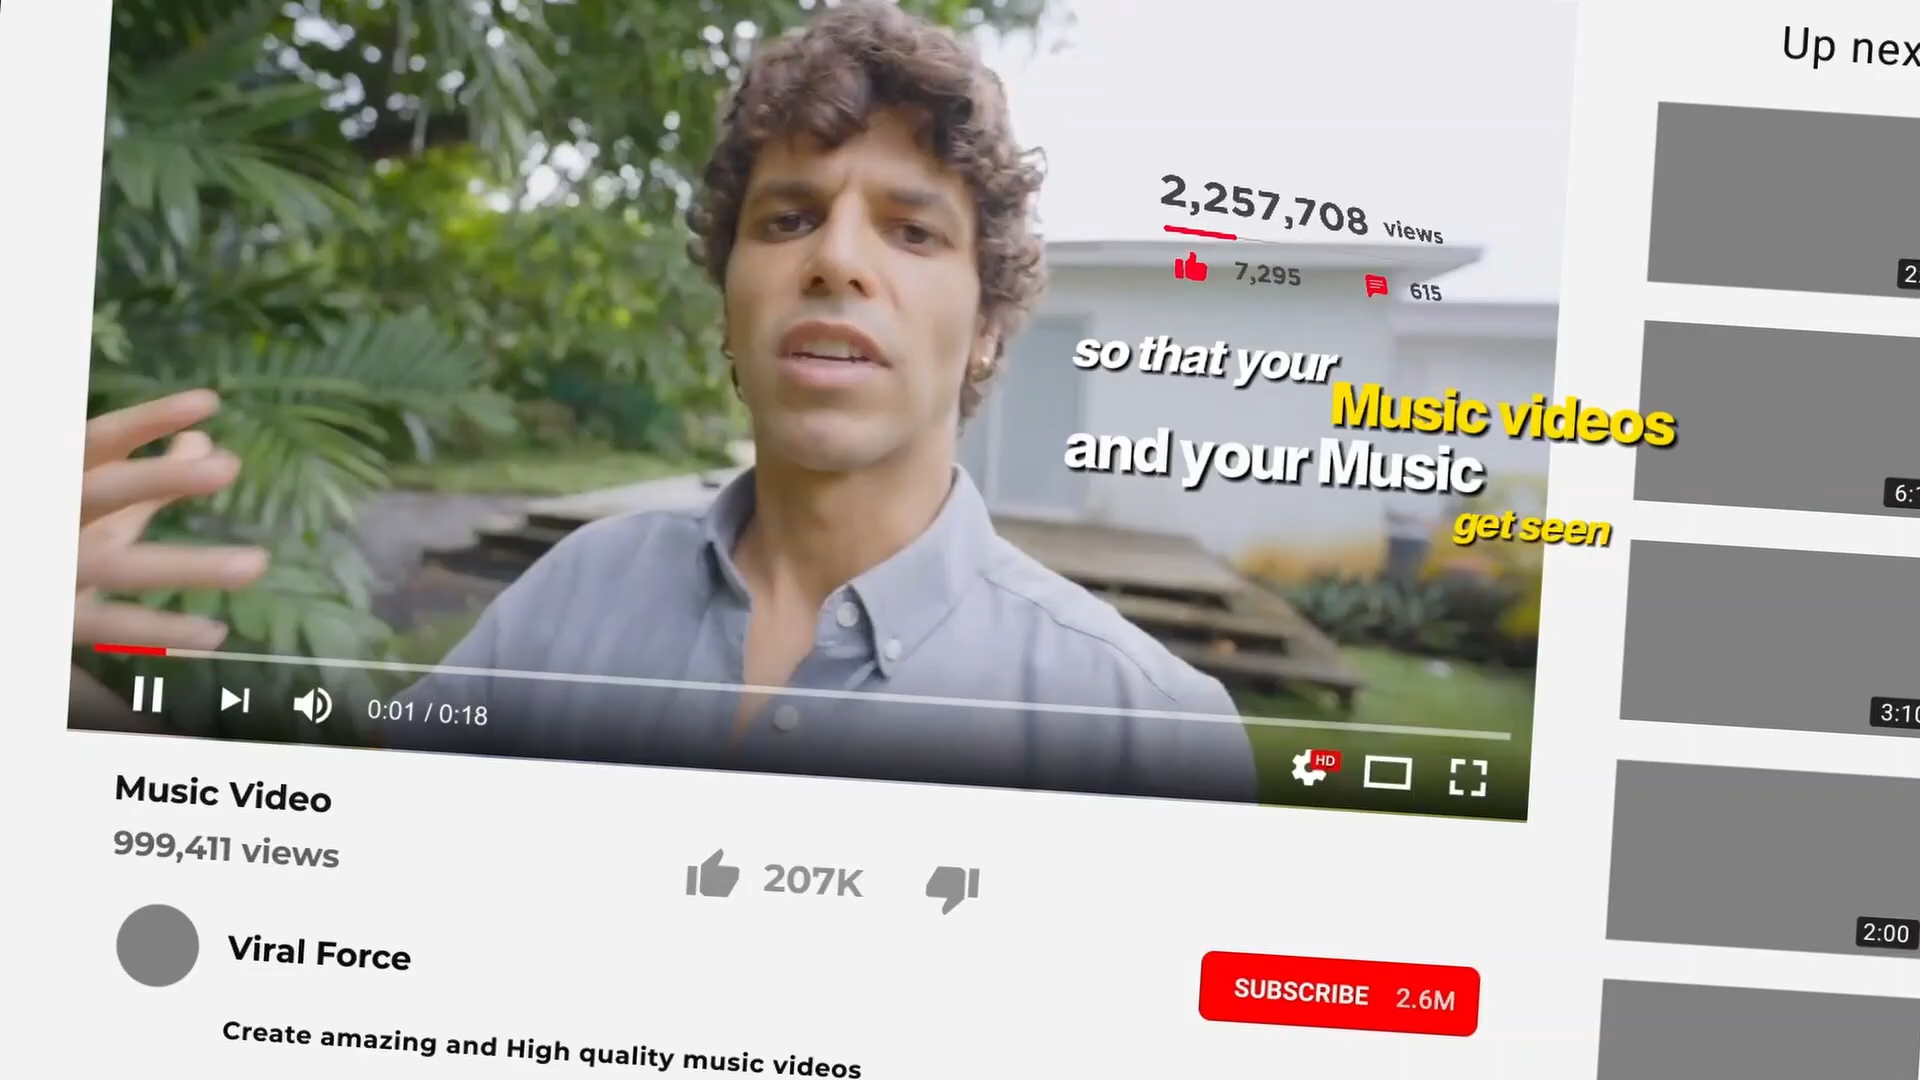 Up nex
2,257,708 views
7,295 615
so that your
Music videos
and your Music
get seen
0:01 / 0:18
HD
Music Video
999,411 views
207K
Viral Force
SUBSCRIBE 2.6M
Create amazing and High quality music videos
2:
6:1
3:10
2:00